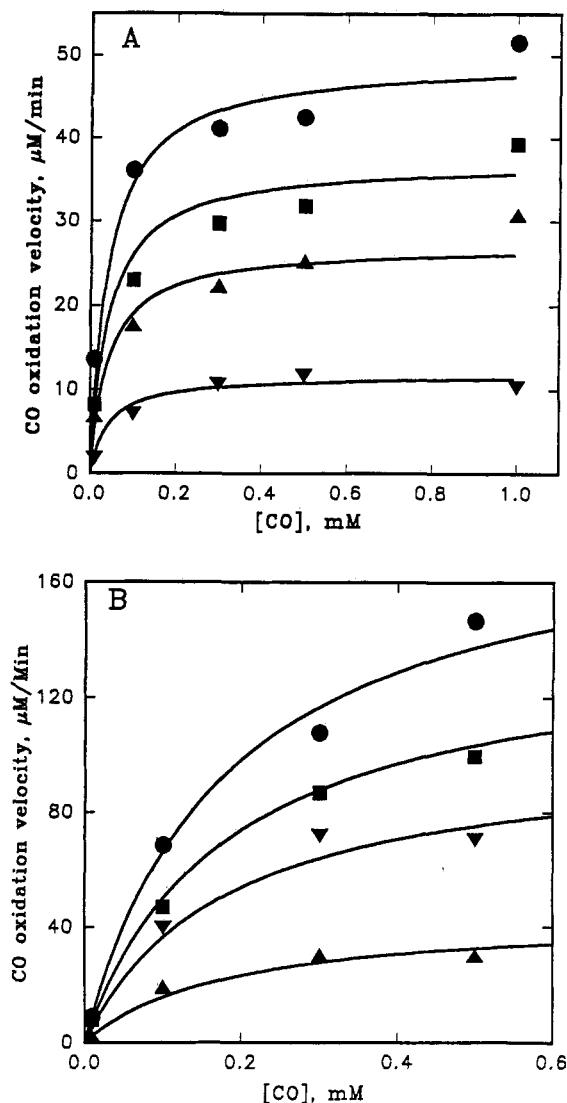 A
CO oxidation velocity, μM/min
50
40
30
20
10
0
0.0 0.2 0.4 0.6 0.8 1.0
[CO], mM
B
CO oxidation velocity, μM/Min
160
120
80
40
0
0.0 0.2 0.4 0.6
[CO], mM